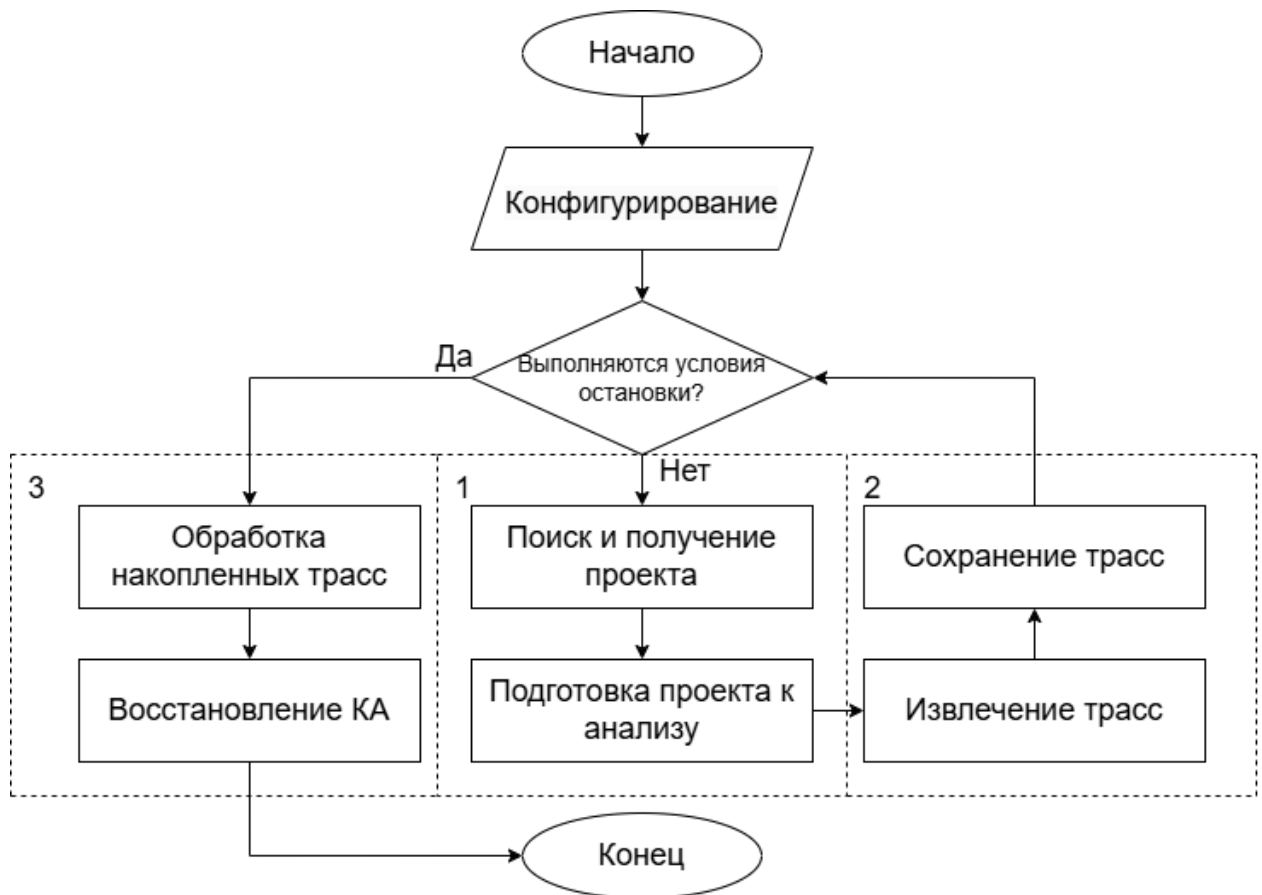 Начало
Конфигурирование
Да
Выполняются условия
остановки?
Нет
3
Обработка
накопленных трасс
Восстановление КА
1
Поиск и получение
проекта
Подготовка проекта к
анализу
2
Сохранение трасс
Извлечение трасс
Конец